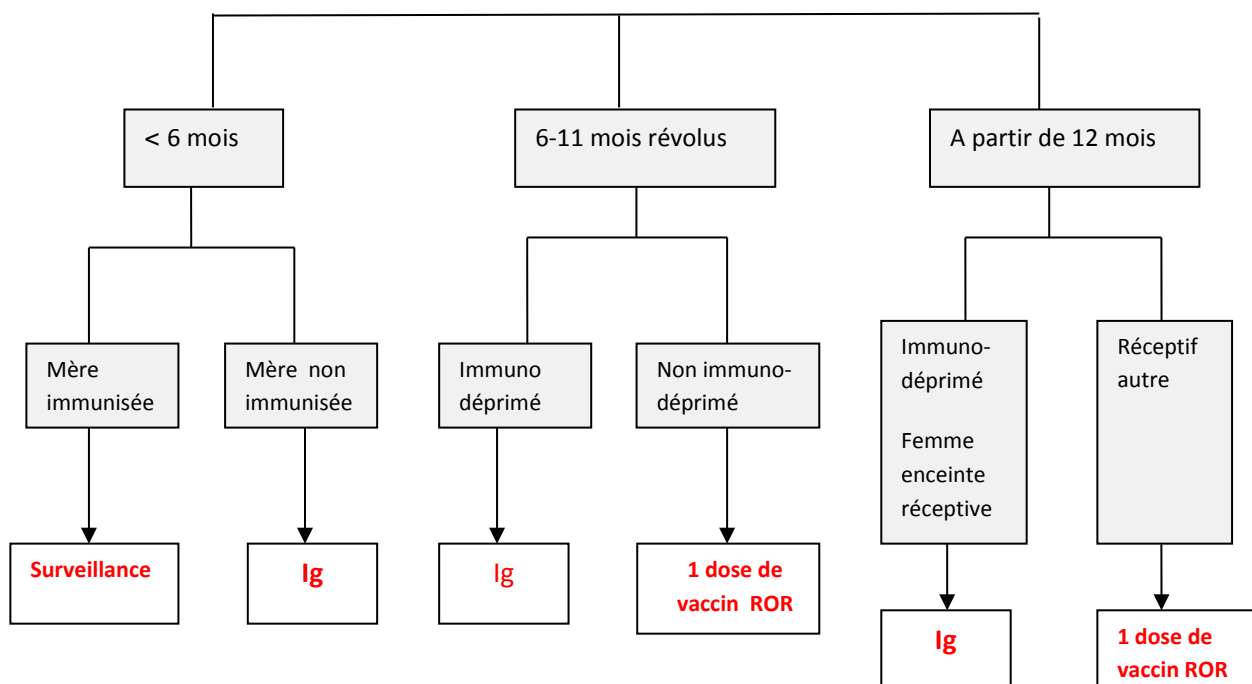 < 6 mois
6-11 mois révolus
A partir de 12 mois
Mère
immunisée
Mère non
immunisée
Immuno
déprimé
Non immuno-
déprimé
Immuno-
déprimé
Femme
enceinte
réceptive
Réceptif
autre
Surveillance
Ig
Ig
1 dose de
vaccin ROR
Ig
1 dose de
vaccin ROR